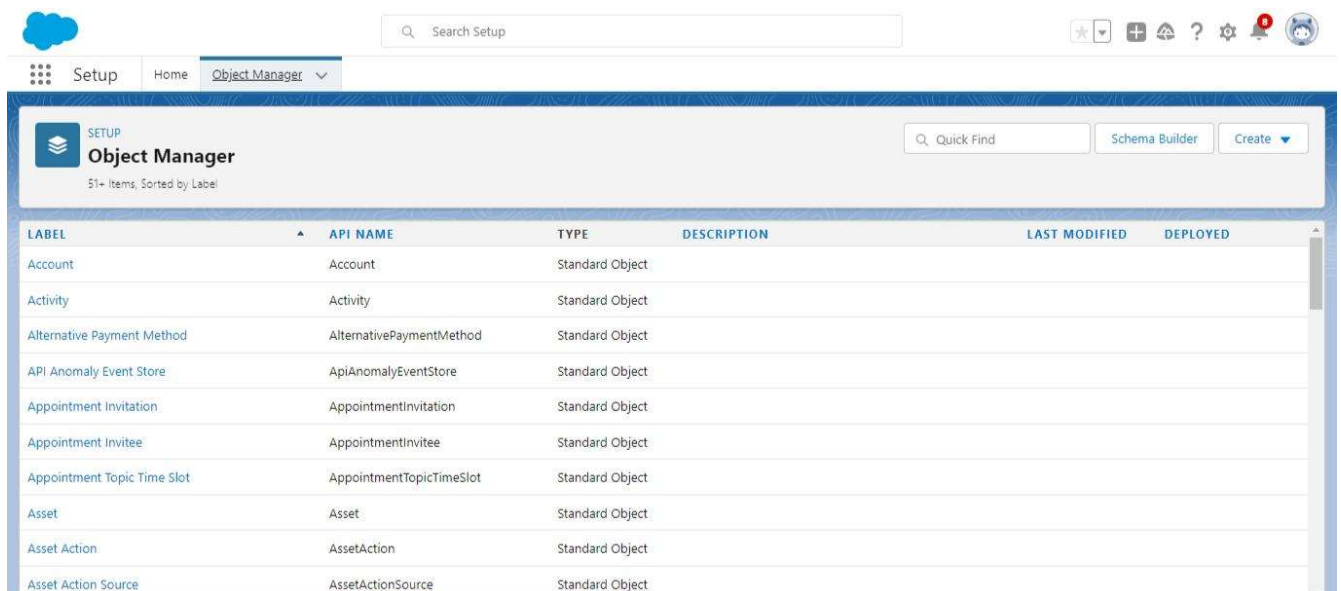 Search Setup
8
Setup Home Object Manager
SETUP
Object Manager
51+ Items, Sorted by Label
Quick Find Schema Builder Create
LABEL API NAME TYPE DESCRIPTION LAST MODIFIED DEPLOYED
Account Account Standard Object
Activity Activity Standard Object
Alternative Payment Method AlternativePaymentMethod Standard Object
API Anomaly Event Store ApiAnomalyEventStore Standard Object
Appointment Invitation AppointmentInvitation Standard Object
Appointment Invitee AppointmentInvitee Standard Object
Appointment Topic Time Slot AppointmentTopicTimeSlot Standard Object
Asset Asset Standard Object
Asset Action AssetAction Standard Object
Asset Action Source AssetActionSource Standard Object